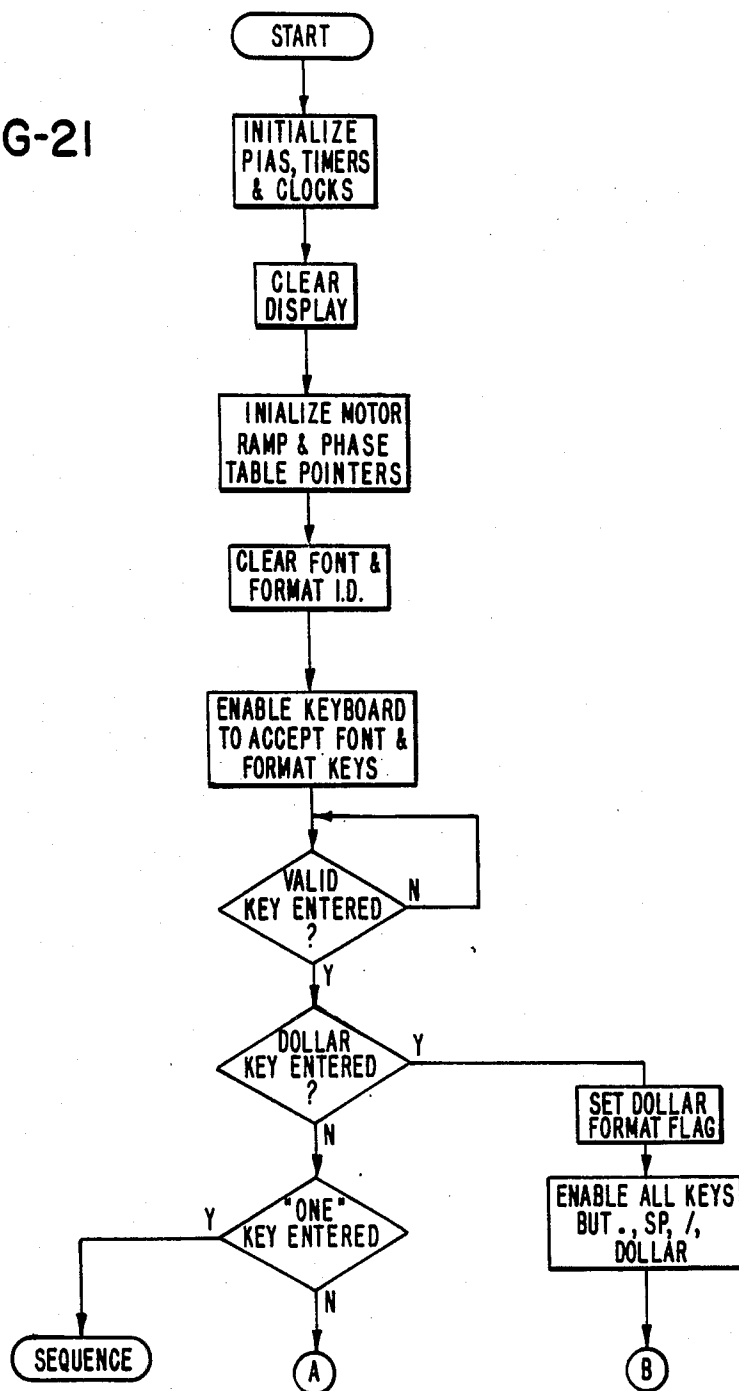 START
G-21
INITIALIZE
PIAS, TIMERS
& CLOCKS
CLEAR
DISPLAY
INIALIZE MOTOR
RAMP & PHASE
TABLE POINTERS
CLEAR FONT &
FORMAT I.D.
ENABLE KEYBOARD
TO ACCEPT FONT &
FORMAT KEYS
VALID
KEY ENTERED
?
N
Y
DOLLAR
KEY ENTERED
?
Y
N
SET DOLLAR
FORMAT FLAG
"ONE"
KEY ENTERED
Y
N
ENABLE ALL KEYS
BUT ., SP, /,
DOLLAR
SEQUENCE
A
B